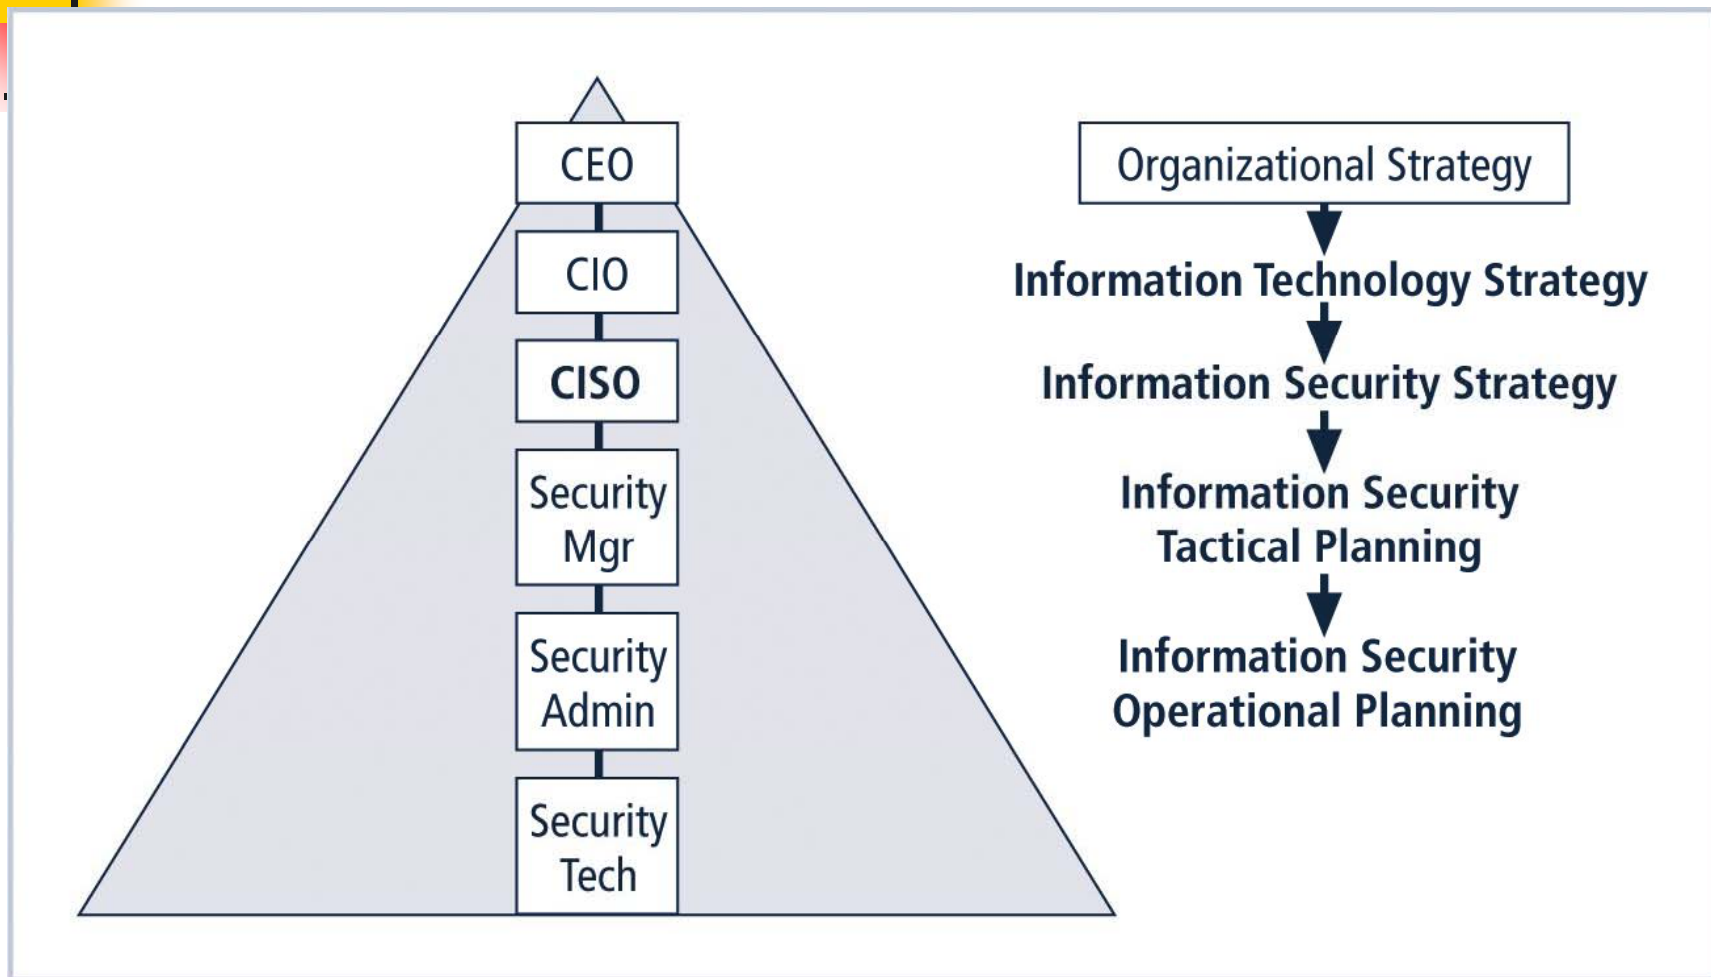 CEO
CIO
CISO
Security
Mgr
Security
Admin
Security
Tech
Organizational Strategy
Information Technology Strategy
Information Security Strategy
Information Security
Tactical Planning
Information Security
Operational Planning